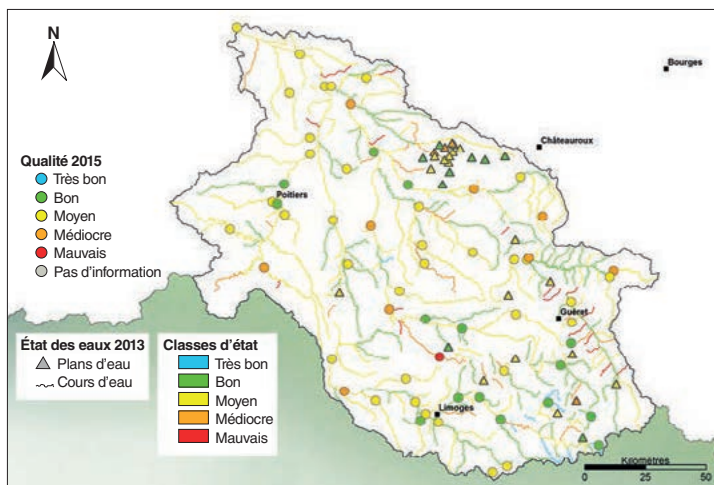 N
Bourges
Châteauroux
Qualité 2015
Très bon
Bon
Moyen
Médiocre
Mauvais
Pas d'information
Poitiers
Guéret
Limoges
État des eaux 2013
Plans d'eau
Cours d'eau
Classes d'état
Très bon
Bon
Moyen
Médiocre
Mauvais
Kilomètres
0 25 50